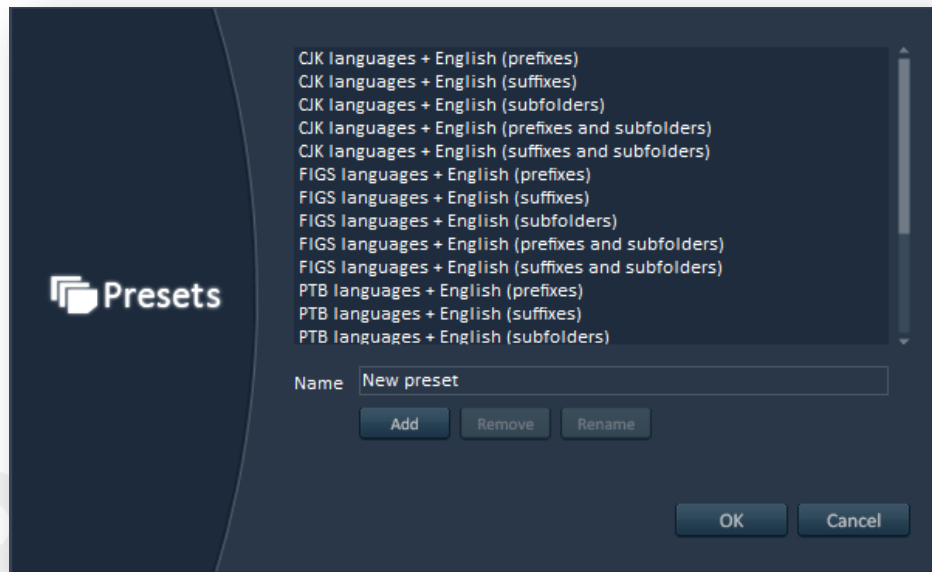 Presets
CJK languages + English (prefixes)
CJK languages + English (suffixes)
CJK languages + English (subfolders)
CJK languages + English (prefixes and subfolders)
CJK languages + English (suffixes and subfolders)
FIGS languages + English (prefixes)
FIGS languages + English (suffixes)
FIGS languages + English (subfolders)
FIGS languages + English (prefixes and subfolders)
FIGS languages + English (suffixes and subfolders)
PTB languages + English (prefixes)
PTB languages + English (suffixes)
PTB languages + English (subfolders)
Name New preset
Add Remove Rename
OK Cancel